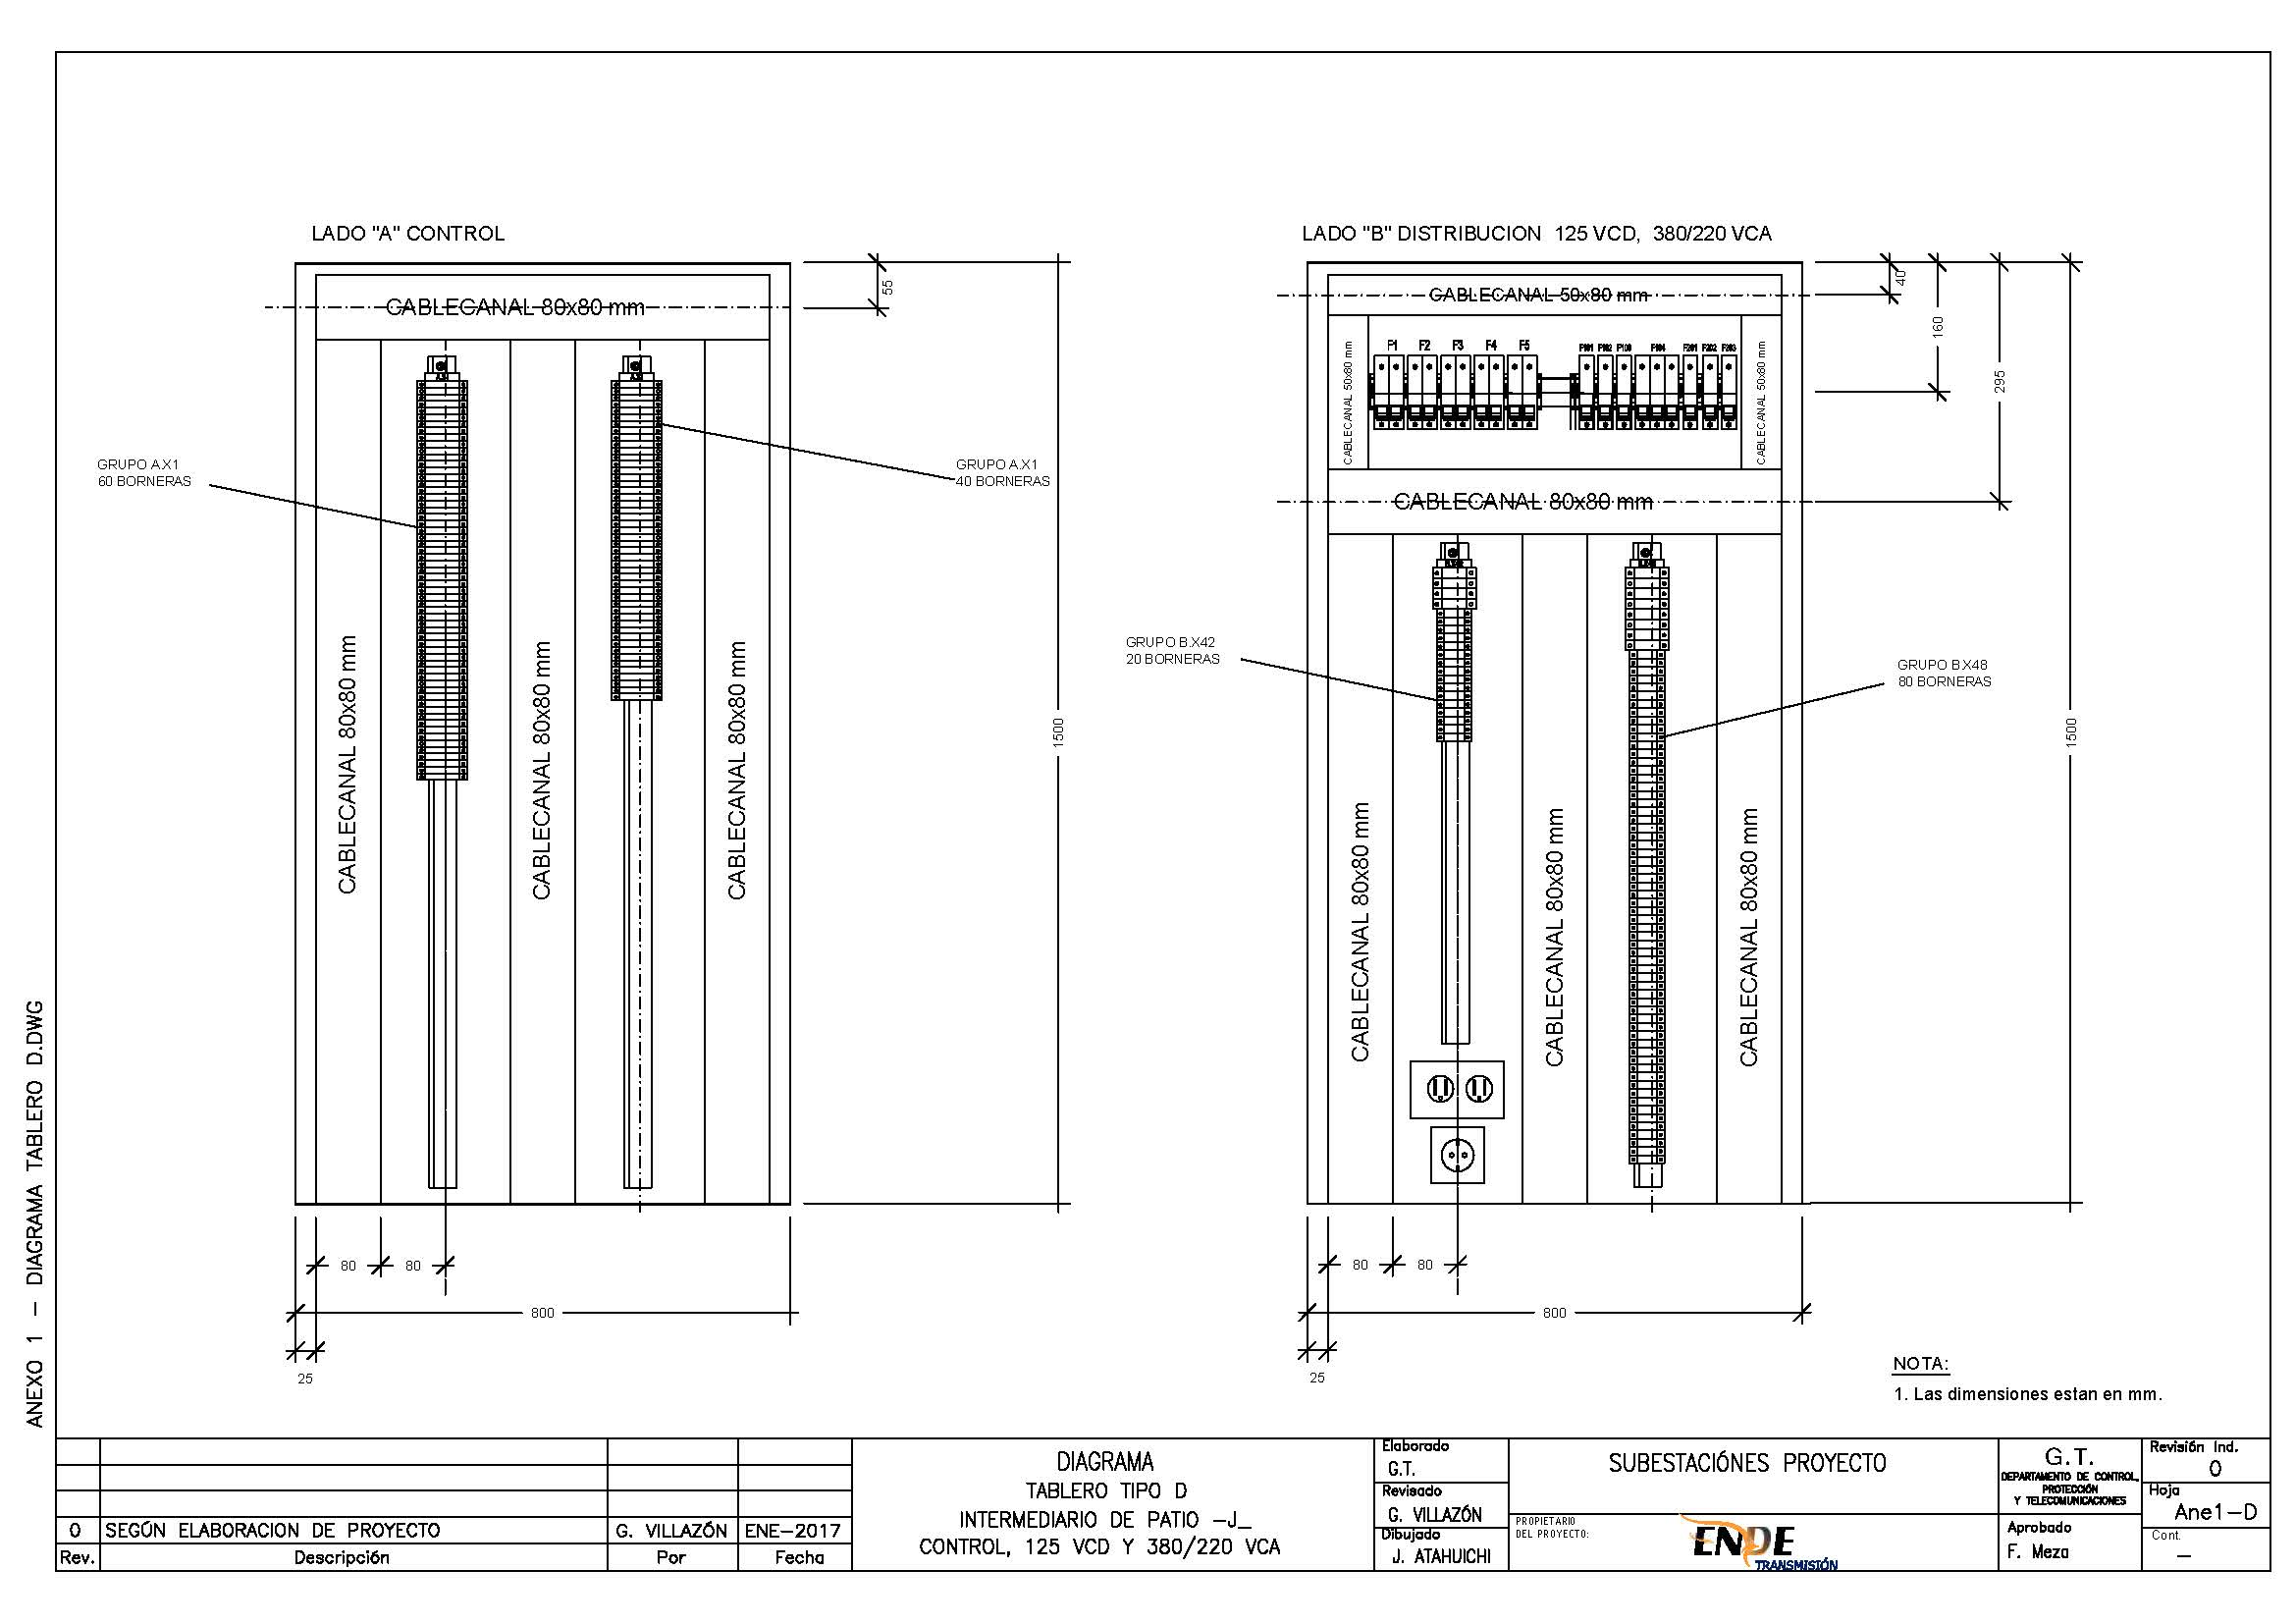 LADO "A" CONTROL
CABLECANAL 80x80 mm
55
GRUPO A.X1
60 BORNERAS
GRUPO A.X1
40 BORNERAS
CABLECANAL 80x80 mm
CABLECANAL 80x80 mm
CABLECANAL 80x80 mm
1500
80
80
800
25
LADO "B" DISTRIBUCION 125 VCD, 380/220 VCA
CABLECANAL 50x80 mm
40
160
295
CABLECANAL 50x80 mm
F1 F2 F3 F4 F5
F101 F102 F103 F104 F201 F202 F203
CABLECANAL 50x80 mm
CABLECANAL 80x80 mm
GRUPO B.X42
20 BORNERAS
GRUPO B.X48
80 BORNERAS
CABLECANAL 80x80 mm
CABLECANAL 80x80 mm
CABLECANAL 80x80 mm
1500
80
80
800
25
NOTA:
1. Las dimensiones estan en mm.
ANEXO 1 - DIAGRAMA TABLERO D.DWG
0 SEGÚN ELABORACION DE PROYECTO G. VILLAZÓN ENE-2017
Rev. Descripción Por Fecha
DIAGRAMA
TABLERO TIPO D
INTERMEDIARIO DE PATIO -J_
CONTROL, 125 VCD Y 380/220 VCA
Elaborado
G.T.
Revisado
G. VILLAZÓN
Dibujado
J. ATAHUICHI
SUBESTACIÓNES PROYECTO
PROPIETARIO
DEL PROYECTO:
ENDE
TRANSMISIÓN
G.T.
DEPARTAMENTO DE CONTROL,
PROTECCIÓN
Y TELECOMUNICACIONES
Aprobado
F. Meza
Revisión Ind.
0
Hoja
Ane1-D
Cont.
-